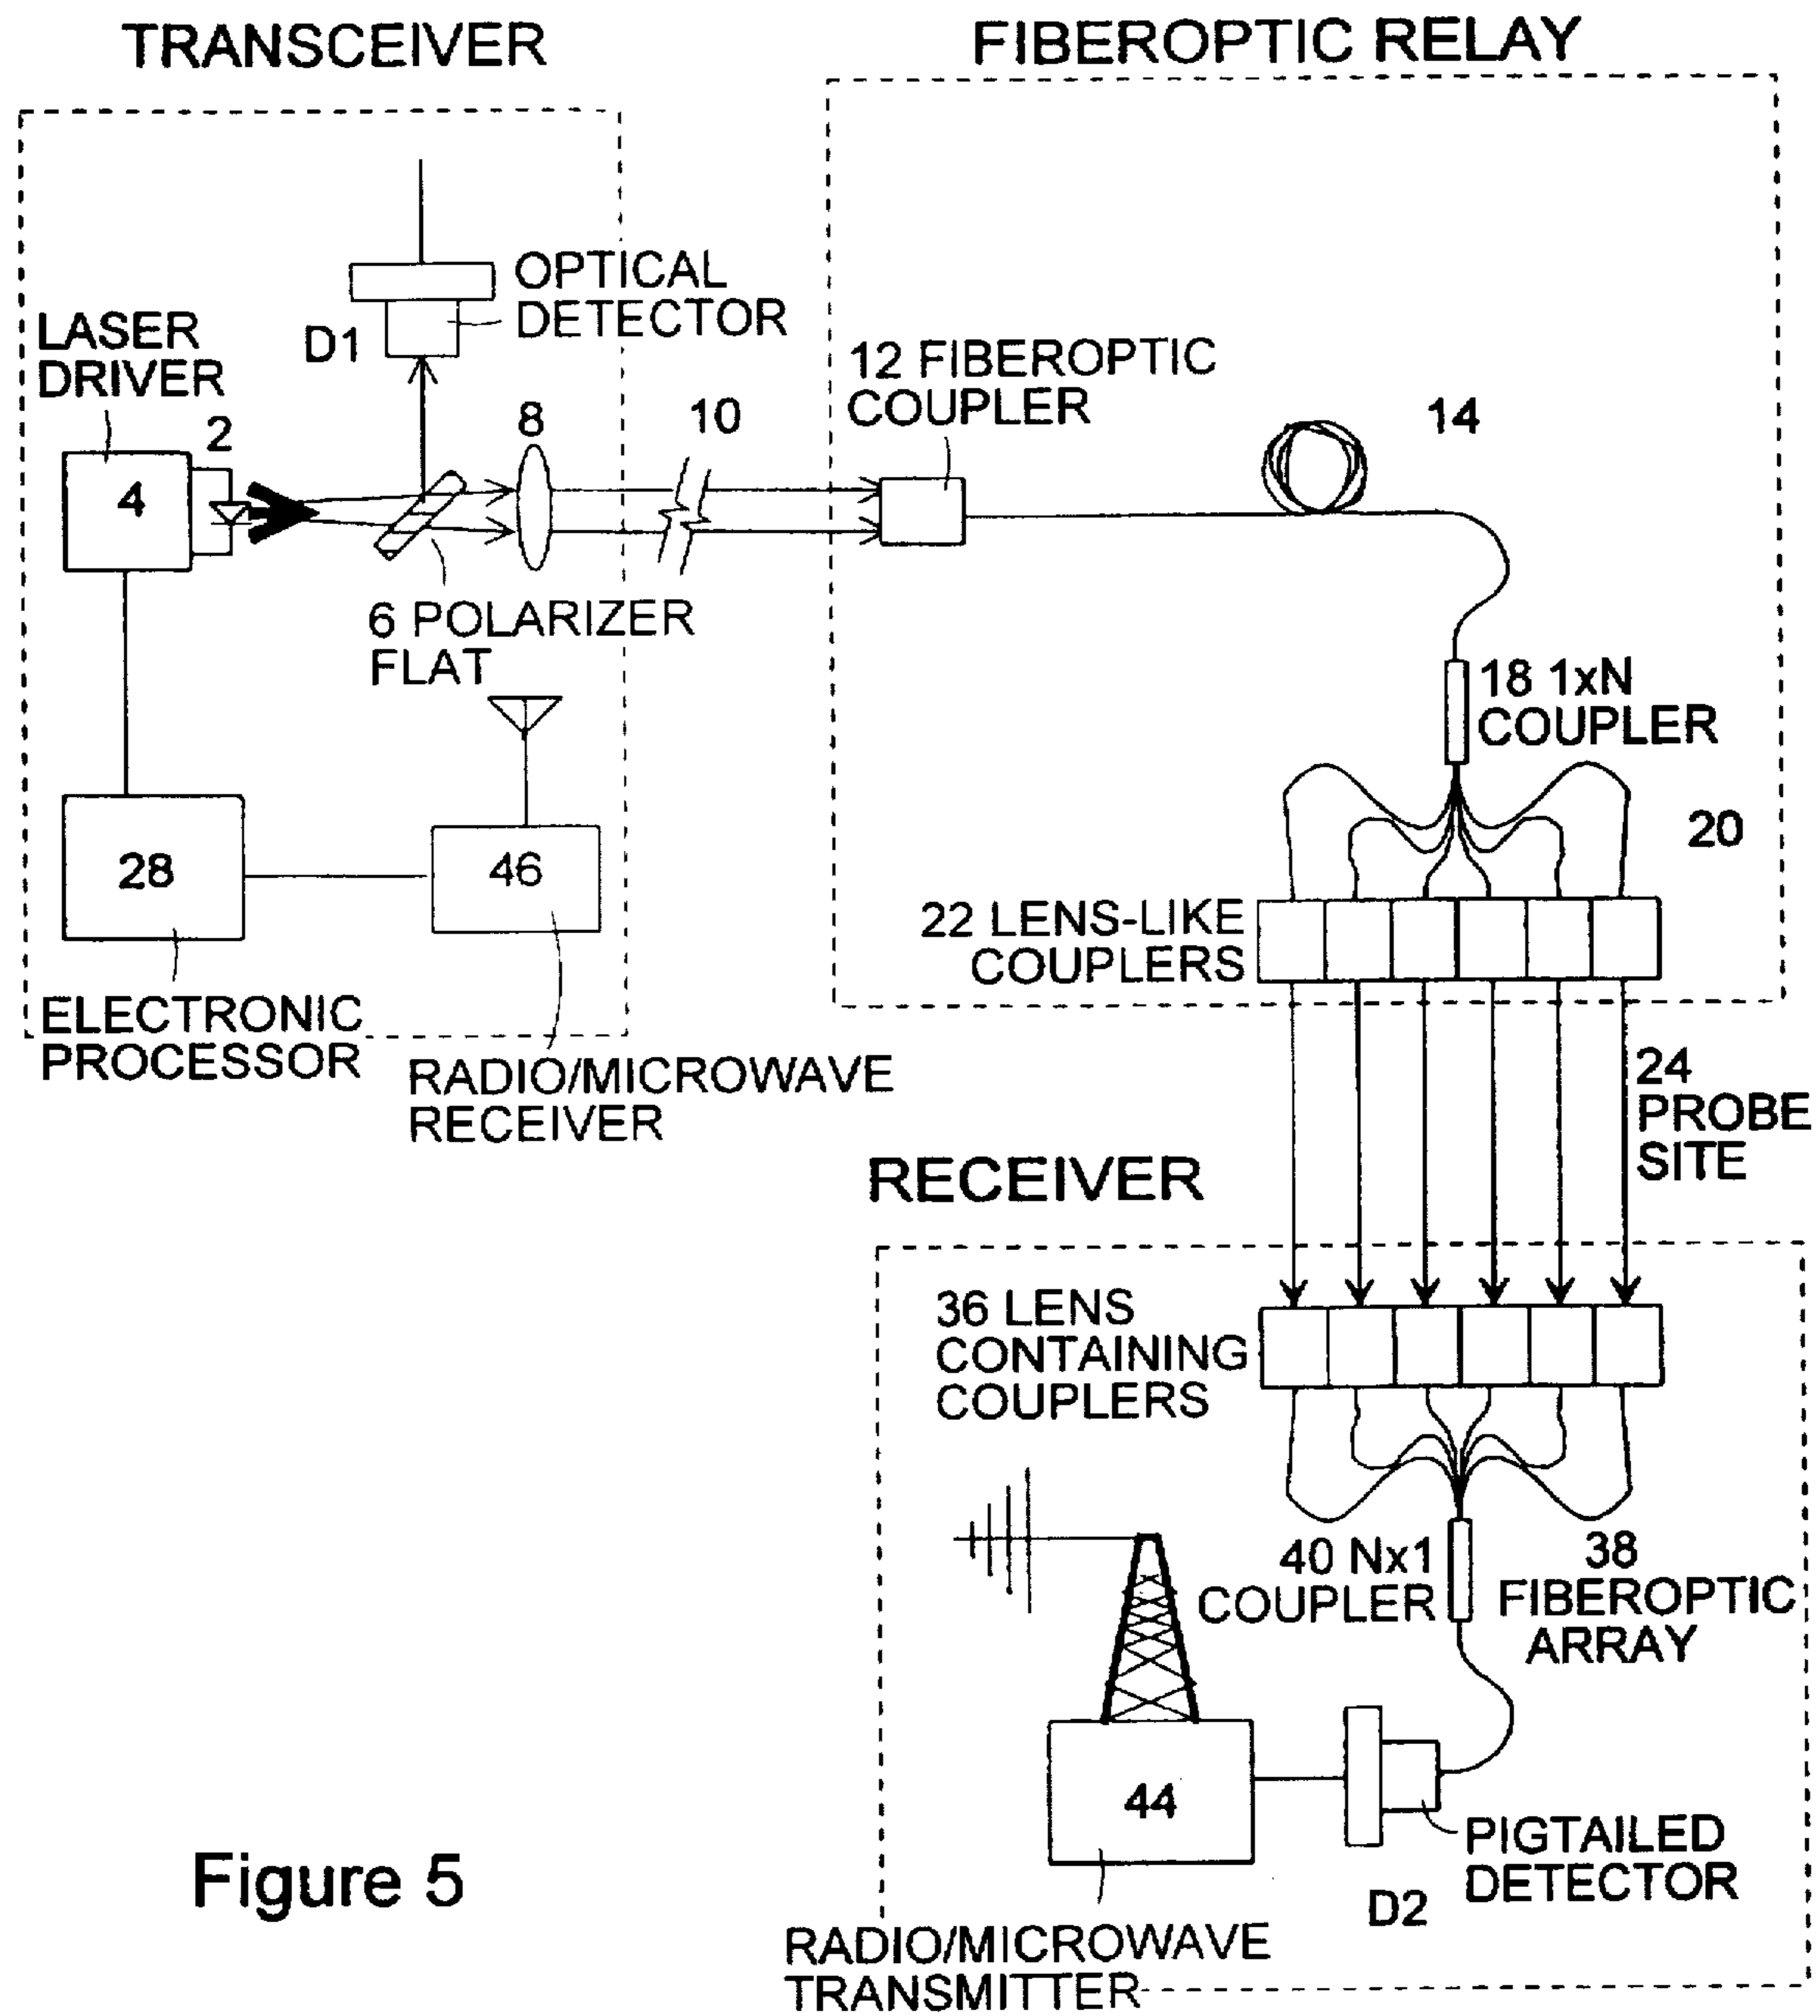 TRANSCEIVER
FIBEROPTIC RELAY
OPTICAL
DETECTOR
D1
LASER
DRIVER
2
4
8
10
12 FIBEROPTIC
COUPLER
14
6 POLARIZER
FLAT
18 1xN
COUPLER
20
28
46
22 LENS-LIKE
COUPLERS
ELECTRONIC
PROCESSOR
RADIO/MICROWAVE
RECEIVER
24
PROBE
SITE
RECEIVER
36 LENS
CONTAINING
COUPLERS
40 Nx1
COUPLER
38
FIBEROPTIC
ARRAY
44
PIGTAILED
DETECTOR
D2
RADIO/MICROWAVE
TRANSMITTER
Figure 5